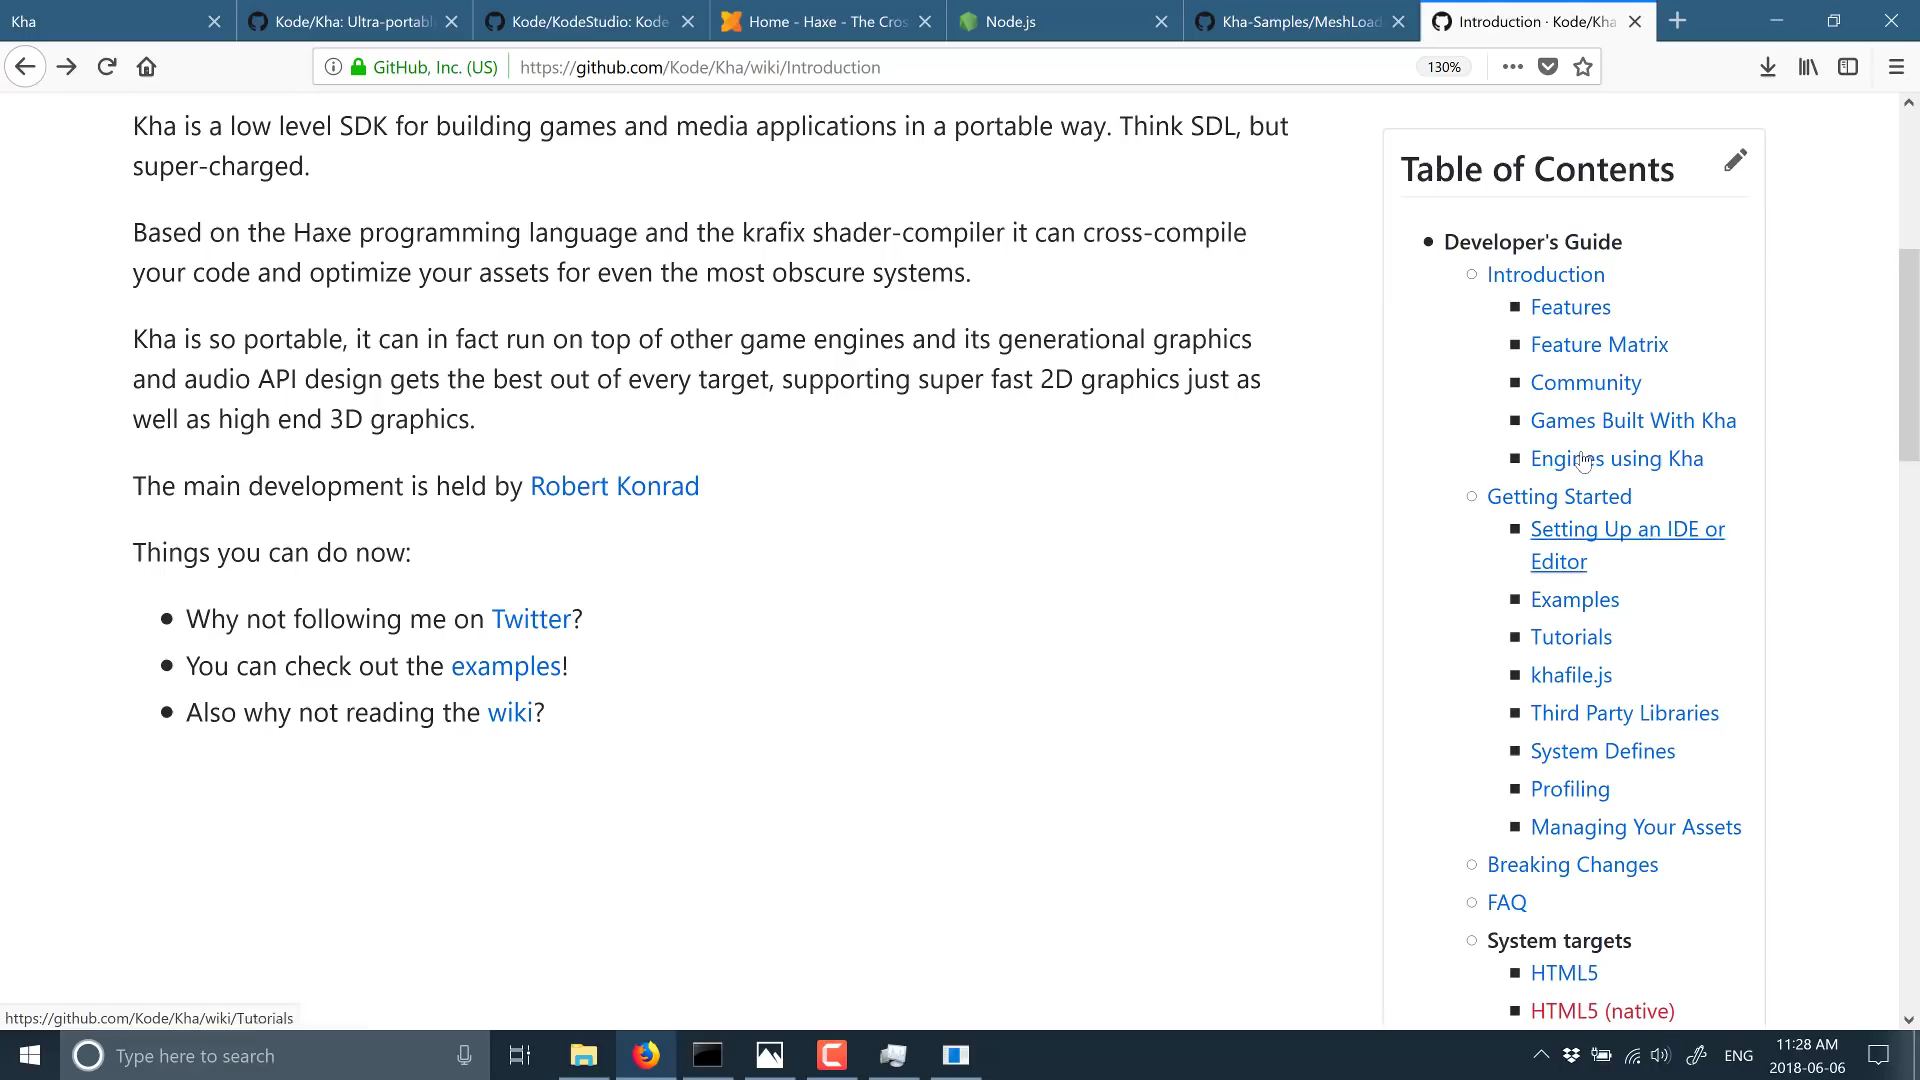 Kha
Kode/Kha: Ultra-portabl
Kode/KodeStudio: Kode
Home - Haxe - The Cros
Node.js
Kha-Samples/MeshLoad
Introduction · Kode/Kha
GitHub, Inc. (US)
https://github.com/Kode/Kha/wiki/Introduction
130%
Kha is a low level SDK for building games and media applications in a portable way. Think SDL, but
super-charged.
Based on the Haxe programming language and the krafix shader-compiler it can cross-compile
your code and optimize your assets for even the most obscure systems.
Kha is so portable, it can in fact run on top of other game engines and its generational graphics
and audio API design gets the best out of every target, supporting super fast 2D graphics just as
well as high end 3D graphics.
The main development is held by Robert Konrad
Things you can do now:
Why not following me on Twitter?
You can check out the examples!
Also why not reading the wiki?
Table of Contents
Developer's Guide
Introduction
Features
Feature Matrix
Community
Games Built With Kha
Engines using Kha
Getting Started
Setting Up an IDE or
Editor
Examples
Tutorials
khafile.js
Third Party Libraries
System Defines
Profiling
Managing Your Assets
Breaking Changes
FAQ
System targets
HTML5
HTML5 (native)
https://github.com/Kode/Kha/wiki/Tutorials
Type here to search
ENG
11:28 AM
2018-06-06